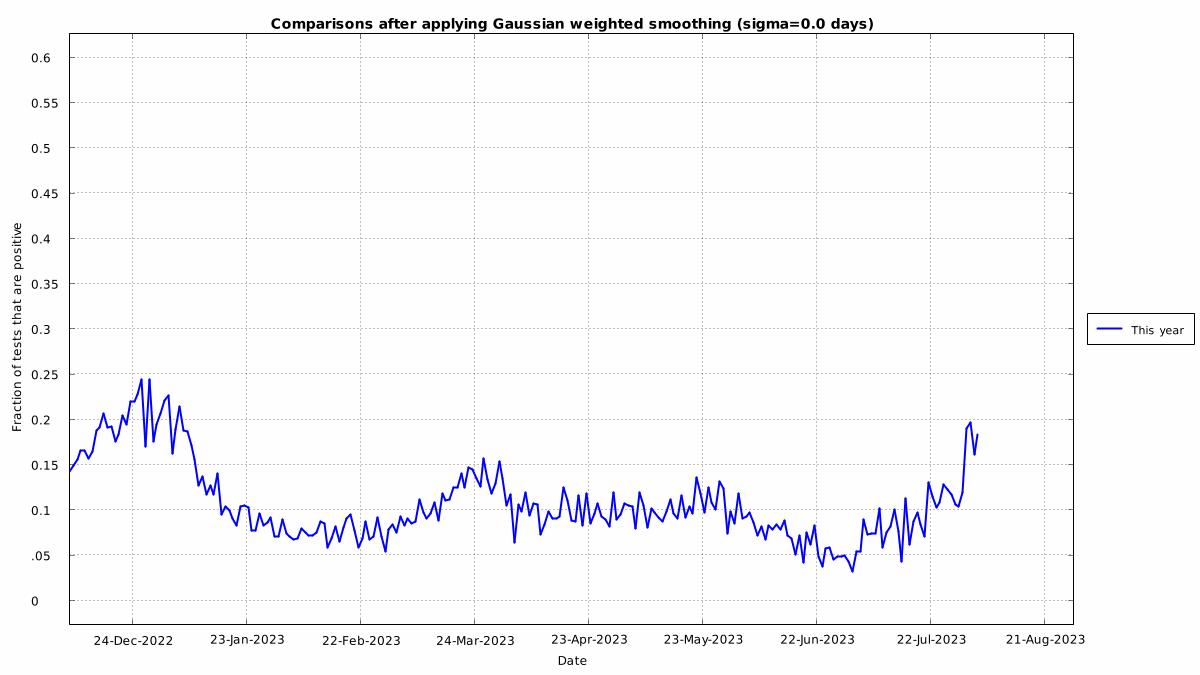 Comparisons after applying Gaussian weighted smoothing (sigma=0.0 days)
Fraction of tests that are positive
0.6
0.55
0.5
0.45
0.4
0.35
0.3
0.25
0.2
0.15
0.1
.05
0
24-Dec-2022 23-Jan-2023 22-Feb-2023 24-Mar-2023 23-Apr-2023 23-May-2023 22-Jun-2023 22-Jul-2023 21-Aug-2023
Date
This year